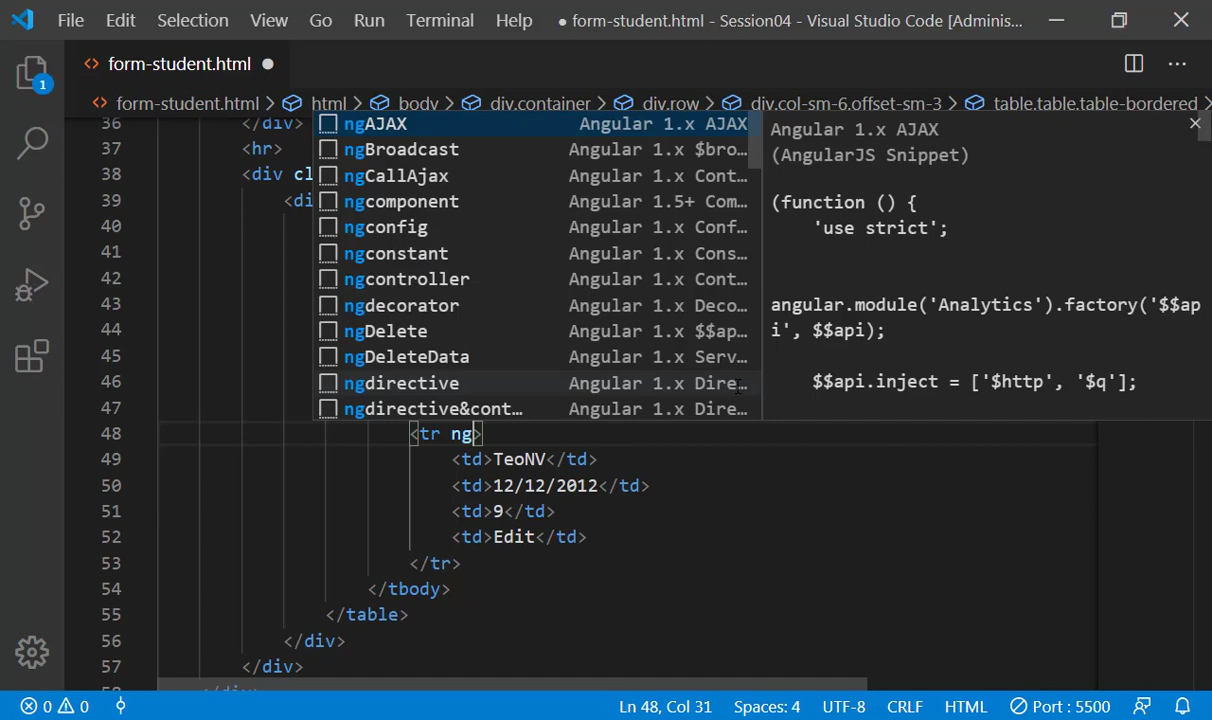 File Edit Selection View Go Run Terminal Help ● form-student.html - Session04 - Visual Studio Code [Adminis...
form-student.html ●
form-student.html > html > body > div.container > div.row > div.col-sm-6.offset-sm-3 > table.table.table-bordered >
1
36 </div>
37 <hr>
38 <div cl
39 <di
40
41
42
43
44
45
46
47
ngAJAX Angular 1.x AJAX
ngBroadcast Angular 1.x $bro...
ngCallAjax Angular 1.x Cont...
ngcomponent Angular 1.5+ Com...
ngconfig Angular 1.x Conf...
ngconstant Angular 1.x Cons...
ngcontroller Angular 1.x Cont...
ngdecorator Angular 1.x Deco...
ngDelete Angular 1.x $$ap...
ngDeleteData Angular 1.x Serv...
ngdirective Angular 1.x Dire...
ngdirective&cont... Angular 1.x Dire...
Angular 1.x AJAX
(AngularJS Snippet)
(function () {
'use strict';
angular.module('Analytics').factory('$$ap
i', $$api);
$$api.inject = ['$http', '$q'];
48 <tr ng>
49 <td>TeoNV</td>
50 <td>12/12/2012</td>
51 <td>9</td>
52 <td>Edit</td>
53 </tr>
54 </tbody>
55 </table>
56 </div>
57 </div>
0 0 Ln 48, Col 31 Spaces: 4 UTF-8 CRLF HTML Port : 5500